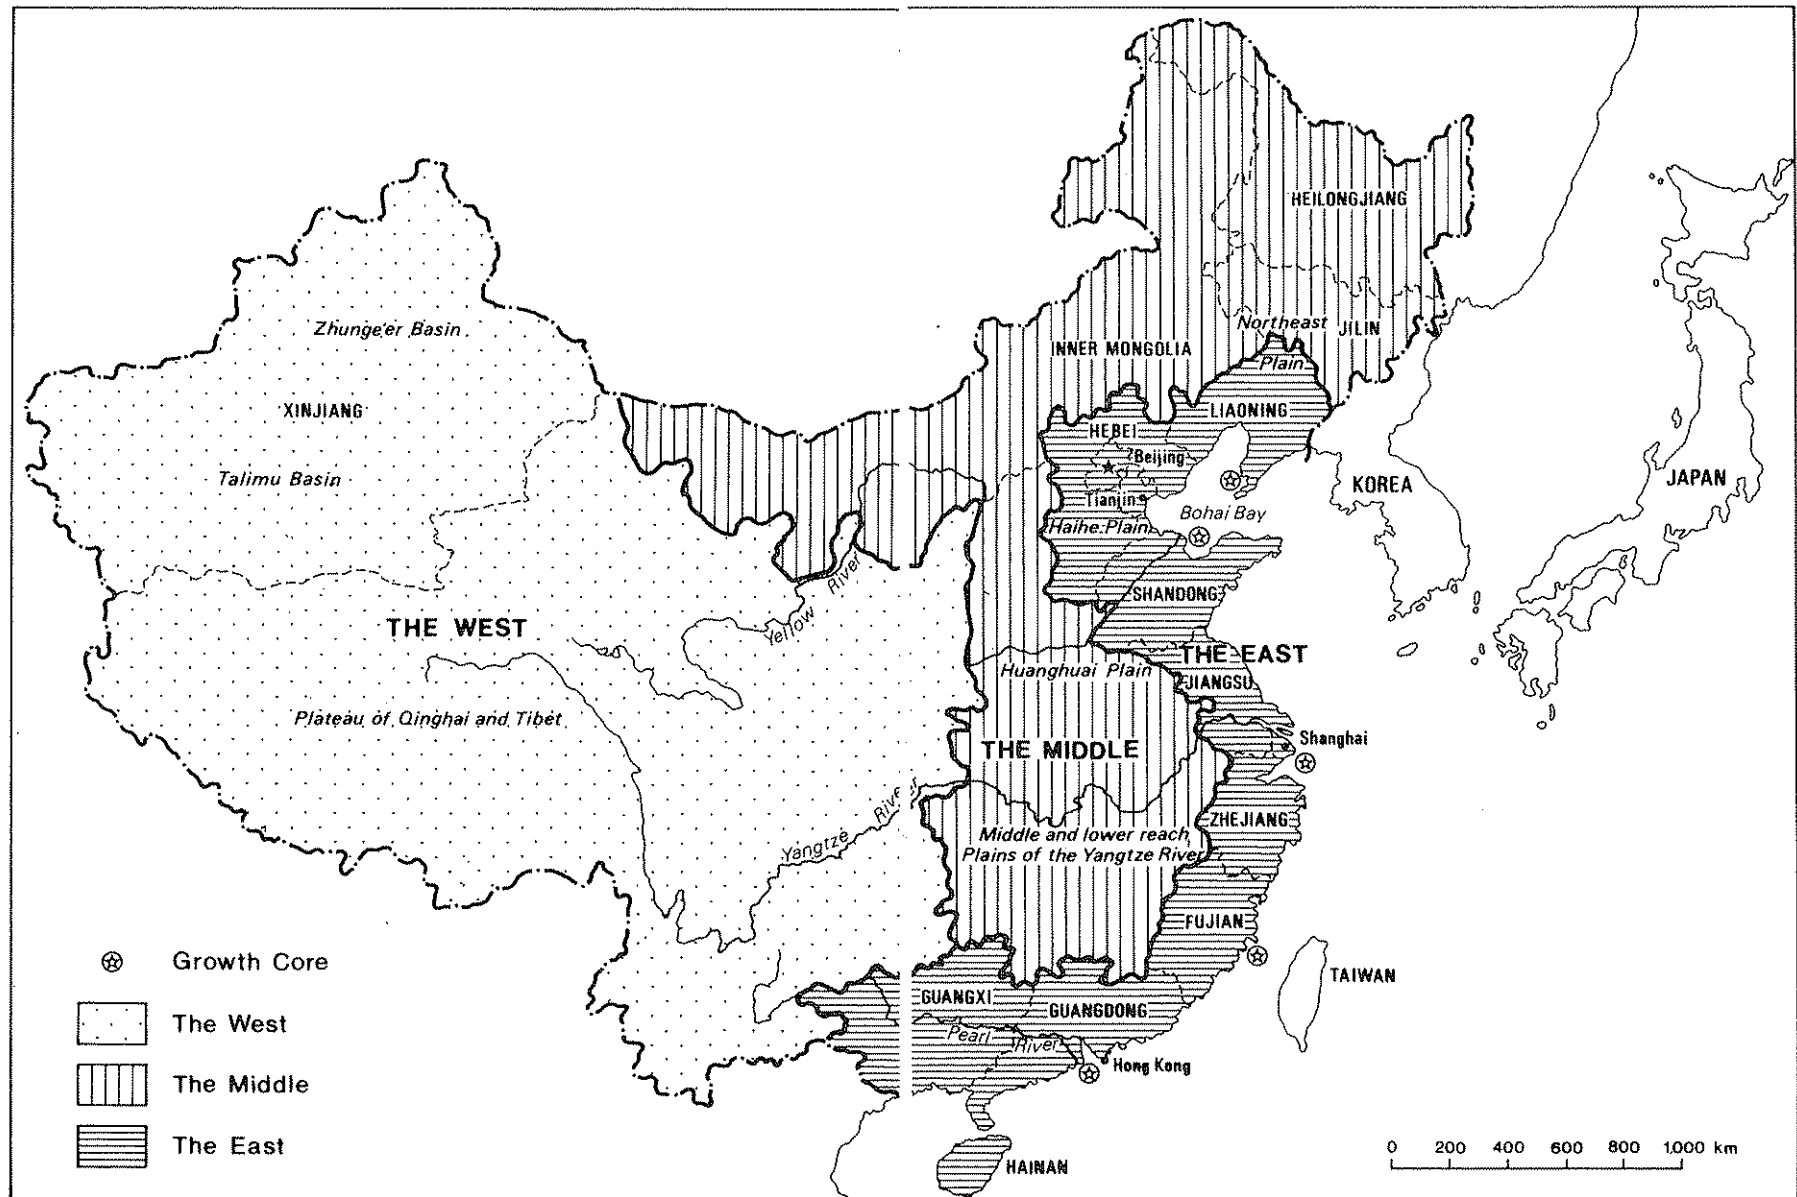 HEILONGJIANG
Zhunge'er Basin
Northeast
JILIN
INNER MONGOLIA
Plain
XINJIANG
LIAONING
HEBEI
Beijing
Talimu Basin
KOREA
JAPAN
Tianjin
Bohai Bay
Haihe Plain
Yellow River
SHANDONG
THE WEST
THE EAST
Huanghuai Plain
JIANGSU
Plateau of Qinghai and Tibet
THE MIDDLE
Shanghai
Yangtze River
ZHEJIANG
Middle and lower reach
Plains of the Yangtze River
FUJIAN
TAIWAN
GUANGXI
GUANGDONG
Pearl River
Hong Kong
HAINAN
Growth Core
The West
The Middle
The East
0 200 400 600 800 1,000 km